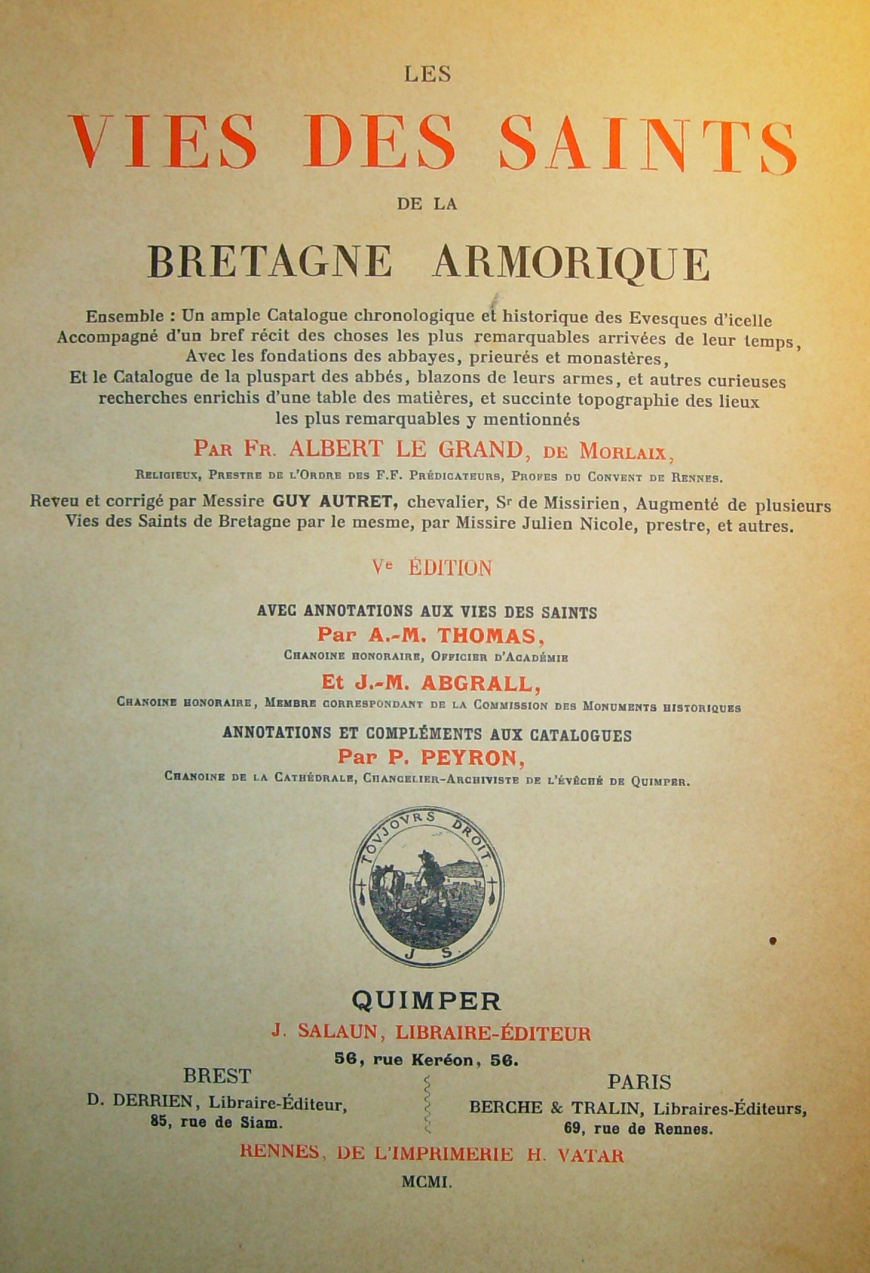 LES
VIES DES SAINTS
DE LA
BRETAGNE ARMORIQUE
Ensemble : Un ample Catalogue chronologique et historique des Evesques d'icelle
Accompagné d'un bref récit des choses les plus remarquables arrivées de leur temps,
Avec les fondations des abbayes, prieurés et monastères,
Et le Catalogue de la pluspart des abbés, blazons de leurs armes, et autres curieuses
recherches enrichis d'une table des matières, et succinte topographie des lieux
les plus remarquables y mentionnés
PAR FR. ALBERT LE GRAND, DE MORLAIX,
RELIGIEUX, PRESTRE DE L'ORDRE DES F.F. PRÉDICATEURS, PROFES DU CONVENT DE RENNES.
Reveu et corrigé par Messire GUY AUTRET, chevalier, Sr de Missirien, Augmenté de plusieurs
Vies des Saints de Bretagne par le mesme, par Missire Julien Nicole, prestre, et autres.
Ve ÉDITION
AVEC ANNOTATIONS AUX VIES DES SAINTS
Par A.-M. THOMAS,
CHANOINE HONORAIRE, OFFICIER D'ACADÉMIE
Et J.-M. ABGRALL,
CHANOINE HONORAIRE, MEMBRE CORRESPONDANT DE LA COMMISSION DES MONUMENTS HISTORIQUES
ANNOTATIONS ET COMPLÉMENTS AUX CATALOGUES
Par P. PEYRON,
CHANOINE DE LA CATHÉDRALE, CHANCELIER-ARCHIVISTE DE L'ÉVÊCHÉ DE QUIMPER.
TOVJOVRS DROIT
J S.
QUIMPER
J. SALAUN, LIBRAIRE-ÉDITEUR
56, rue Keréon, 56.
BREST
D. DERRIEN, Libraire-Éditeur,
85, rue de Siam.
PARIS
BERCHE & TRALIN, Libraires-Éditeurs,
69, rue de Rennes.
RENNES, DE L'IMPRIMERIE H. VATAR
MCMI.